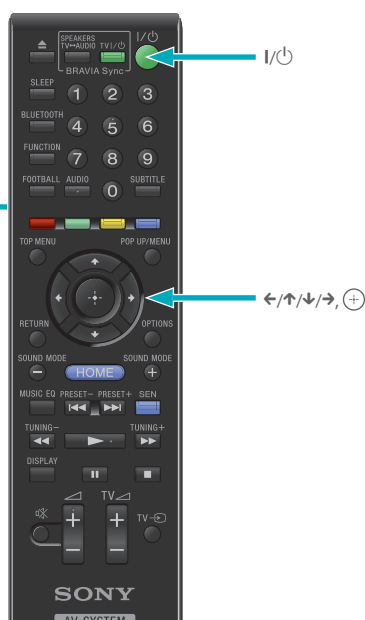 SPEAKERS
TV↔AUDIO TV I/⏻ I/⏻
I/⏻
BRAVIA Sync
SLEEP
1 2 3
BLUETOOTH
4 5 6
FUNCTION
7 8 9
FOOTBALL AUDIO SUBTITLE
0
TOP MENU POP UP/MENU
←/↑/↓/→, ⊕
RETURN OPTIONS
SOUND MODE SOUND MODE
− HOME +
MUSIC EQ PRESET− PRESET+ SEN
TUNING− TUNING+
DISPLAY
TV
+ + TV
− −
SONY
AV SYSTEM